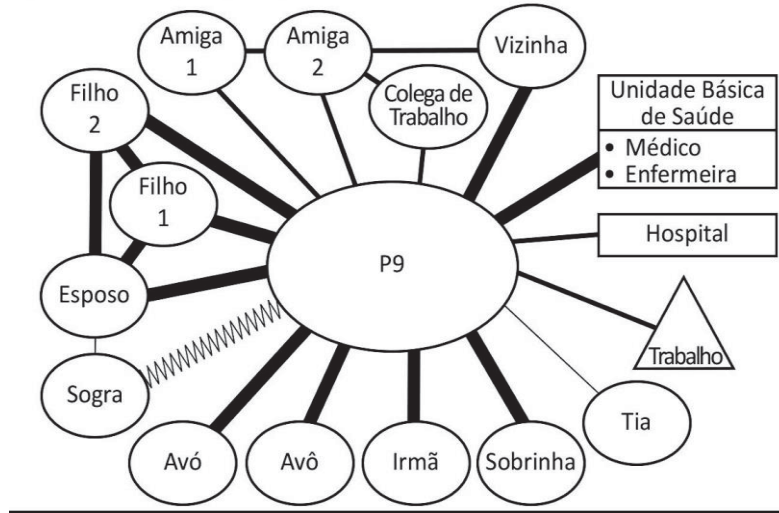 Amiga
1
Amiga
2
Vizinha
Filho
2
Colega de
Trabalho
Unidade Básica
de Saúde
• Médico
• Enfermeira
Filho
1
Hospital
P9
Esposo
Trabalho
Sogra
Tia
Avó
Avô
Irmã
Sobrinha